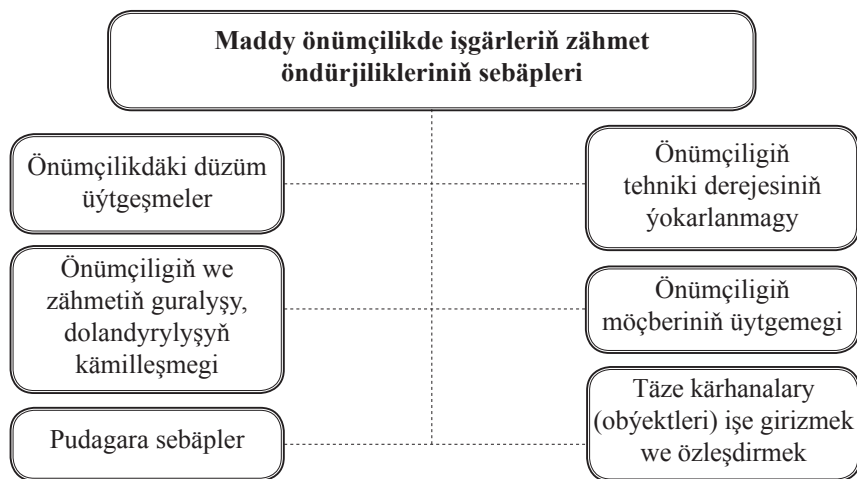 Maddy önümçilikde işgärleriň zähmet
öndürjilikleriniň sebäpleri
Önümçilikdäki düzüm
üýtgeşmeler
Önümçiligiň
tehniki derejesiniň
ýokarlanmagy
Önümçiligiň we
zähmetiň guralyşy,
dolandyrylyşyň
kämilleşmegi
Önümçiligiň
möçberiniň üýtgemegi
Pudagara sebäpler
Täze kärhanalary
(obýektleri) işe girizmek
we özleşdirmek